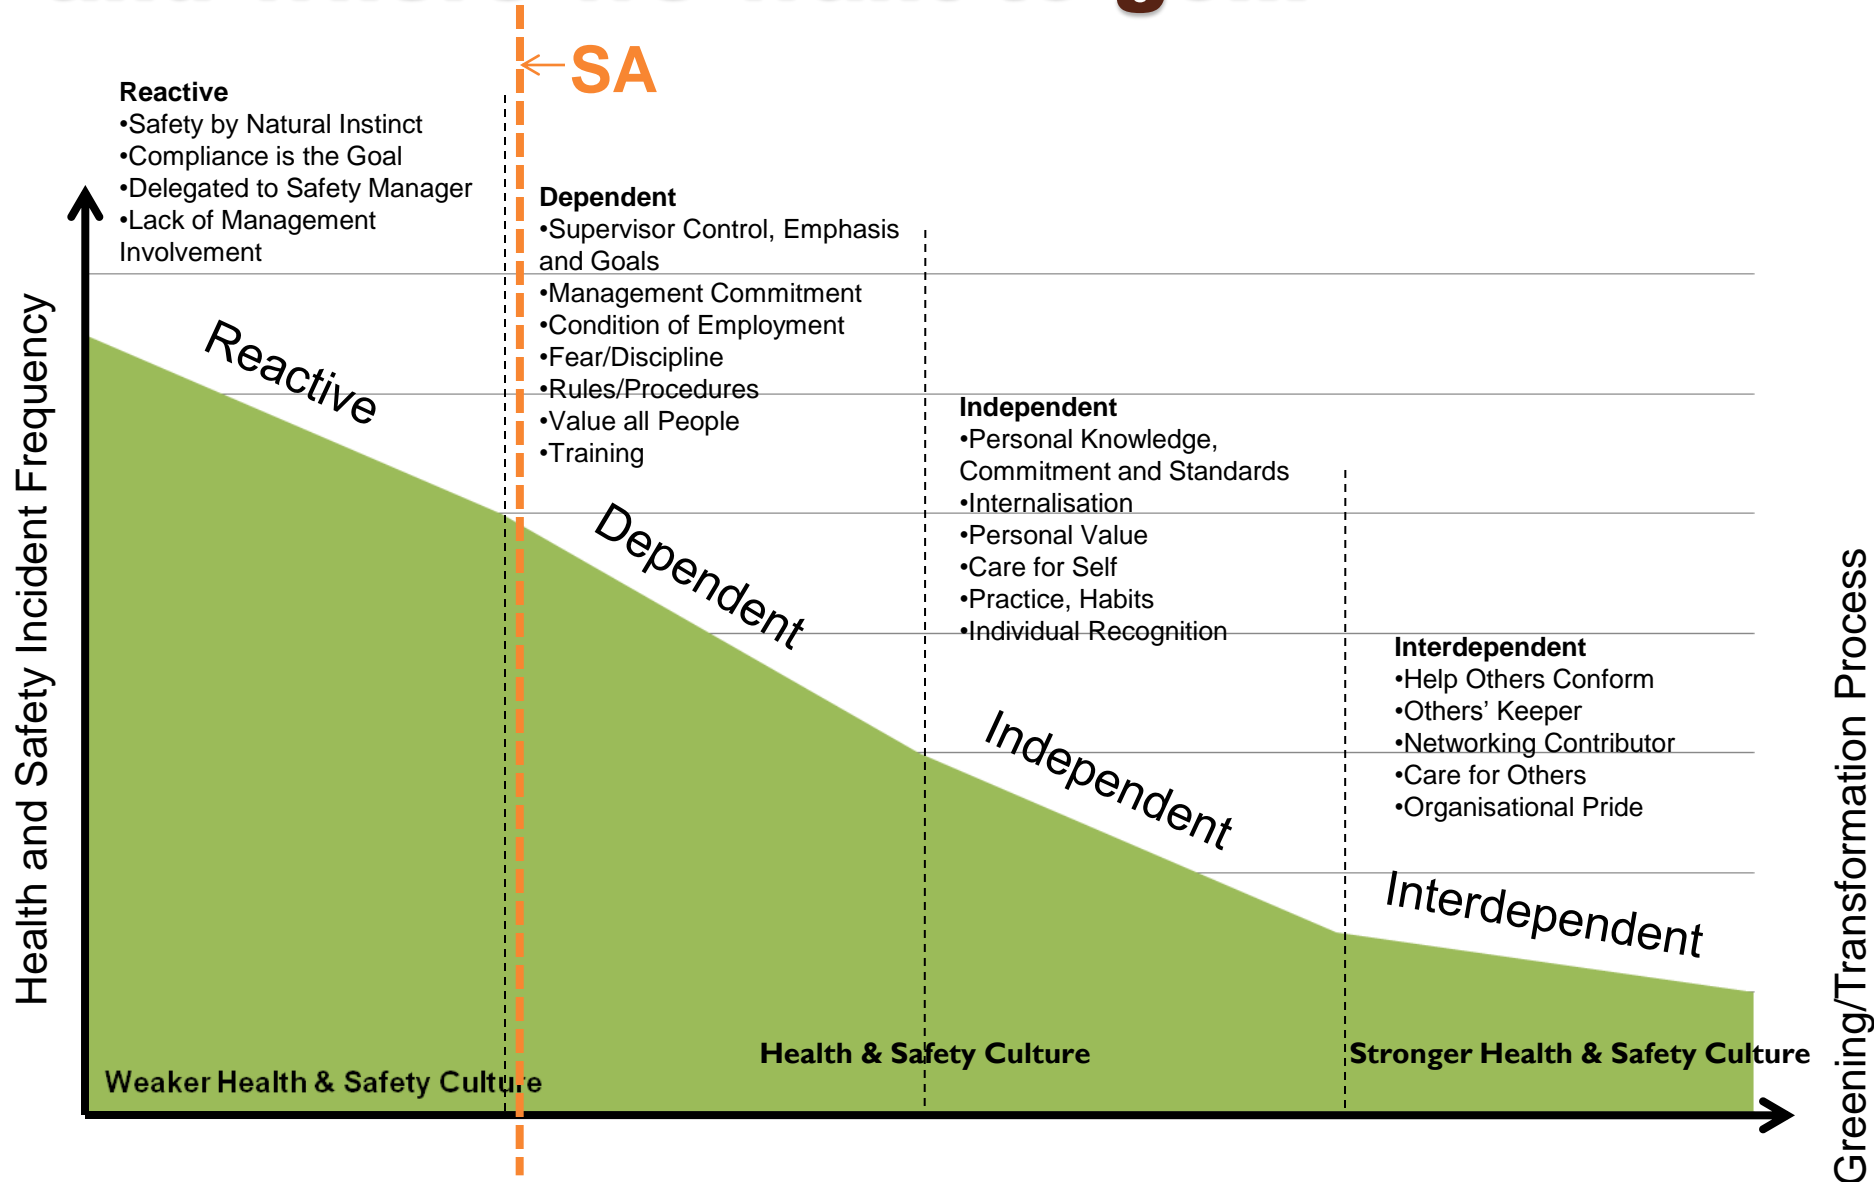 SA
Reactive
•Safety by Natural Instinct
•Compliance is the Goal
•Delegated to Safety Manager
•Lack of Management
Involvement
Dependent
•Supervisor Control, Emphasis
and Goals
•Management Commitment
•Condition of Employment
•Fear/Discipline
•Rules/Procedures
•Value all People
•Training
Independent
•Personal Knowledge,
Commitment and Standards
•Internalisation
•Personal Value
•Care for Self
•Practice, Habits
•Individual Recognition
Interdependent
•Help Others Conform
•Others’ Keeper
•Networking Contributor
•Care for Others
•Organisational Pride
Health and Safety Incident Frequency
Reactive
Dependent
Independent
Interdependent
Weaker Health & Safety Culture
Health & Safety Culture
Stronger Health & Safety Culture
Greening/Transformation Process